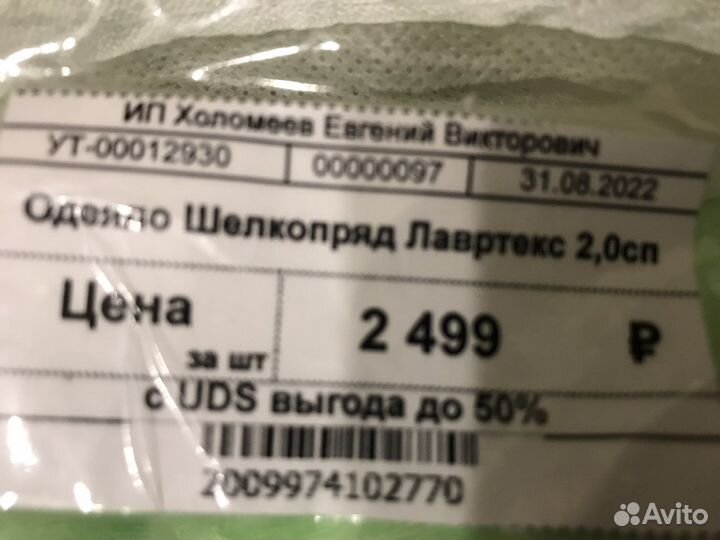 ИП Холомеев Евгений Викторович
УТ-00012930 00000097 31.08.2022
Одеяло Шелкопряд Лавртекс 2,0сп
Цена за шт 2 499 ₽
с UDS выгода до 50%
2009974102770
Avito